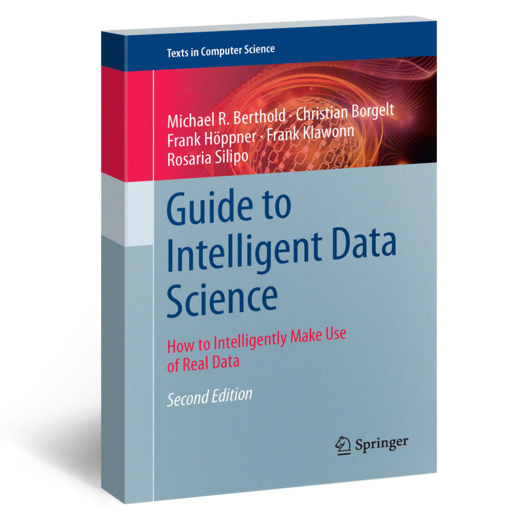 Texts in Computer Science
Michael R. Berthold · Christian Borgelt
Frank Höppner · Frank Klawonn
Rosaria Silipo
Guide to
Intelligent Data
Science
How to Intelligently Make Use
of Real Data
Second Edition
Springer